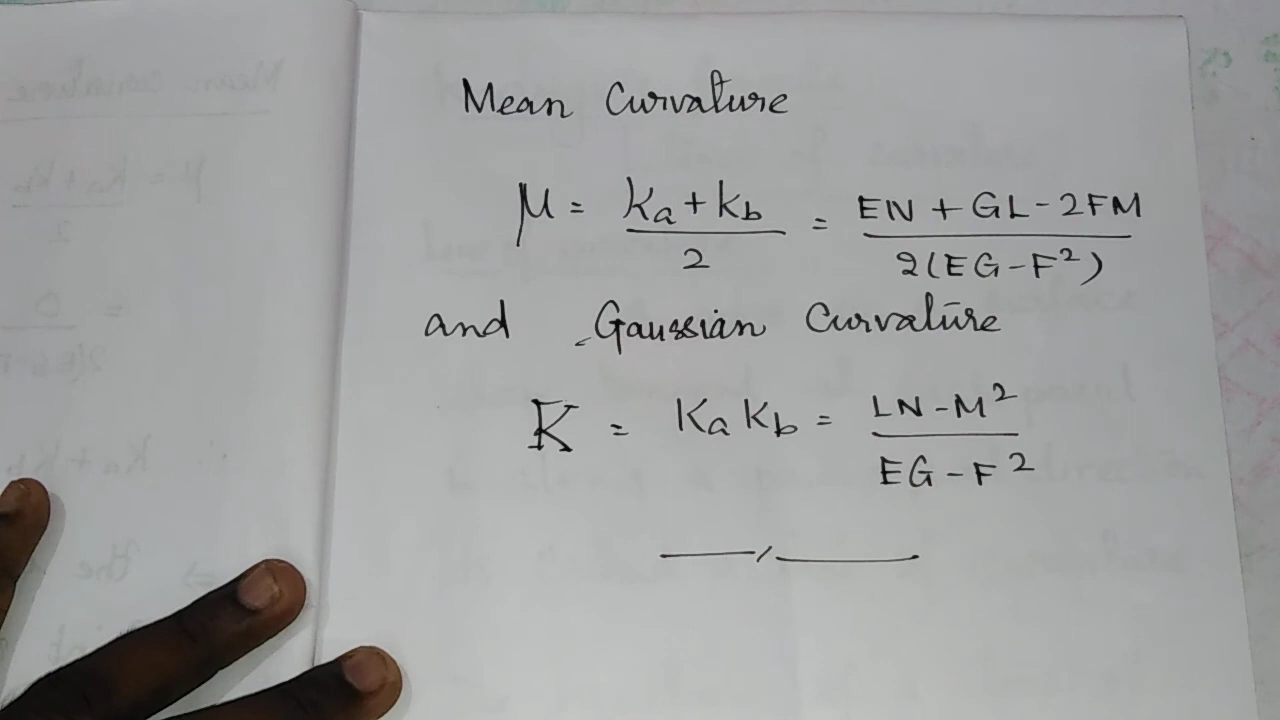 Mean Curvature
μ = Ka + Kb / 2 = EN + GL - 2FM / 2(EG - F²)
and Gaussian Curvature
K = Ka Kb = LN - M² / EG - F²